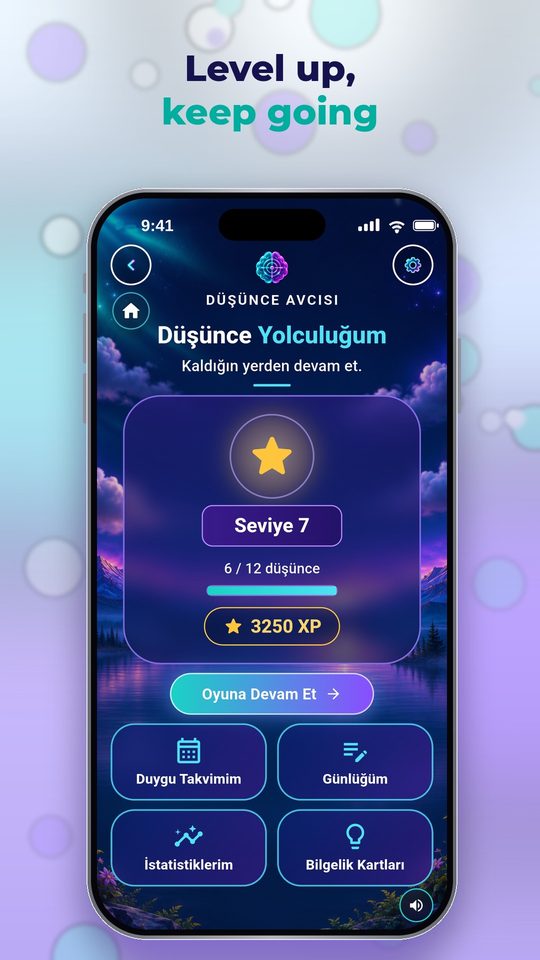 Level up,
keep going
9:41
DÜŞÜNCE AVCISI
Düşünce Yolculuğum
Kaldığın yerden devam et.
Seviye 7
6 / 12 düşünce
3250 XP
Oyuna Devam Et →
Duygu Takvimim
Günlüğüm
İstatistiklerim
Bilgelik Kartları